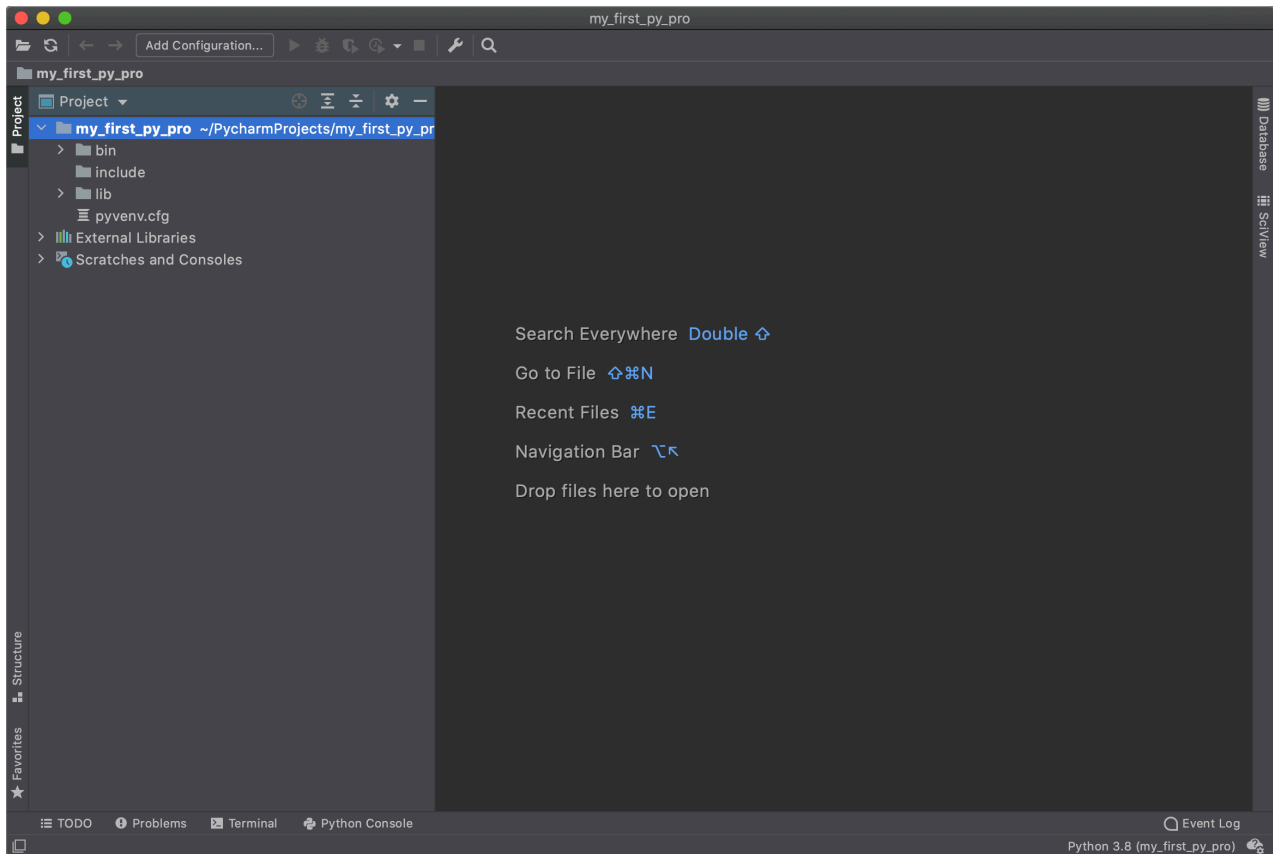 my_first_py_pro
Add Configuration...
my_first_py_pro
Project
Project
my_first_py_pro ~/PycharmProjects/my_first_py_pr
bin
include
lib
pyvenv.cfg
External Libraries
Scratches and Consoles
Search Everywhere Double ⇧
Go to File ⇧⌘N
Recent Files ⌘E
Navigation Bar ⌥↖
Drop files here to open
Database
SciView
Structure
Favorites
TODO Problems Terminal Python Console Event Log
Python 3.8 (my_first_py_pro)